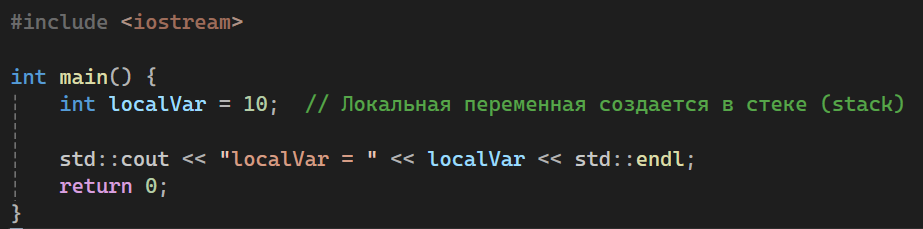 #include <iostream>
int main() {
int localVar = 10;  // Локальная переменная создается в стеке (stack)
std::cout << "localVar = " << localVar << std::endl;
return 0;
}